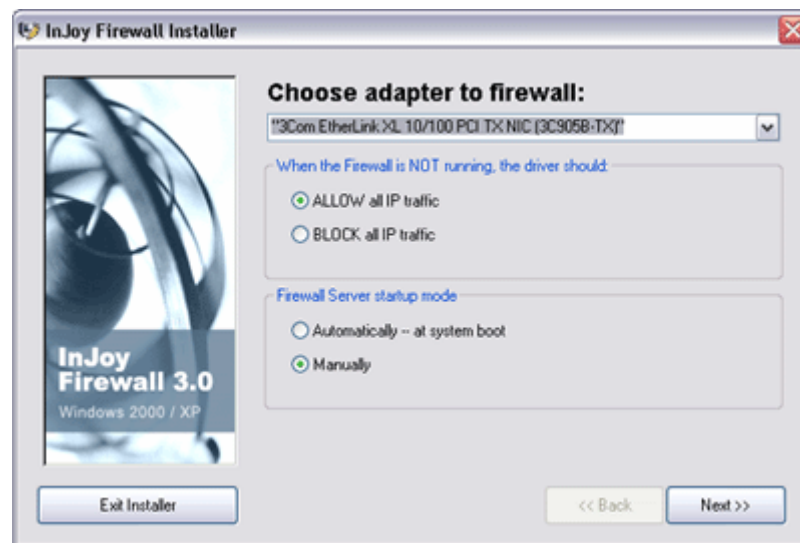 InJoy Firewall Installer
Choose adapter to firewall:
"3Com EtherLink XL 10/100 PCI TX NIC (3C905B-TX)"
When the Firewall is NOT running, the driver should:
ALLOW all IP traffic
BLOCK all IP traffic
Firewall Server startup mode
Automatically -- at system boot
Manually
InJoy
Firewall 3.0
Windows 2000 / XP
Exit Installer
<< Back
Next >>